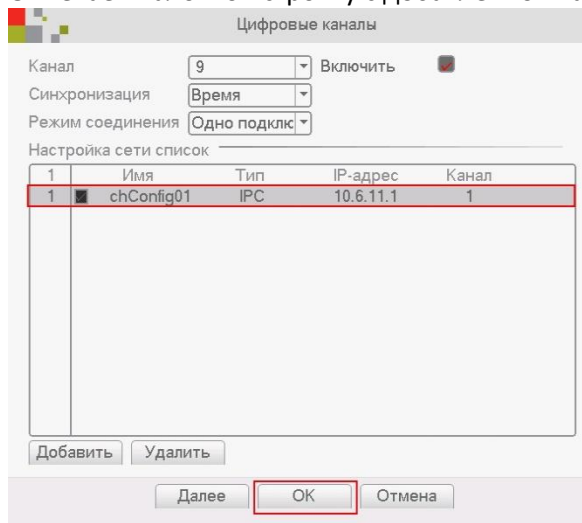 Цифровые каналы
Канал 9 Включить
Синхронизация Время
Режим соединения Одно подклк
Настройка сети список
1 Имя Тип IP-адрес Канал
1 chConfig01 IPC 10.6.11.1 1
Добавить Удалить
Далее OK Отмена